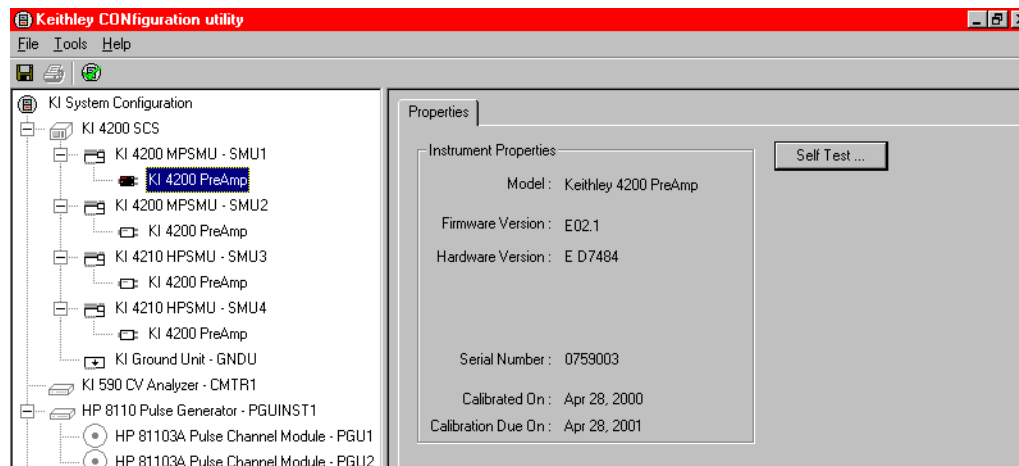 Keithley CONfiguration utility
File Tools Help
KI System Configuration
KI 4200 SCS
KI 4200 MPSMU - SMU1
KI 4200 PreAmp
KI 4200 MPSMU - SMU2
KI 4200 PreAmp
KI 4210 HPSMU - SMU3
KI 4200 PreAmp
KI 4210 HPSMU - SMU4
KI 4200 PreAmp
KI Ground Unit - GNDU
KI 590 CV Analyzer - CMTR1
HP 8110 Pulse Generator - PGUINST1
HP 81103A Pulse Channel Module - PGU1
HP 81103A Pulse Channel Module - PGU2
Properties
Instrument Properties
Model : Keithley 4200 PreAmp
Firmware Version : E02.1
Hardware Version : E D7484
Serial Number : 0759003
Calibrated On : Apr 28, 2000
Calibration Due On : Apr 28, 2001
Self Test ...